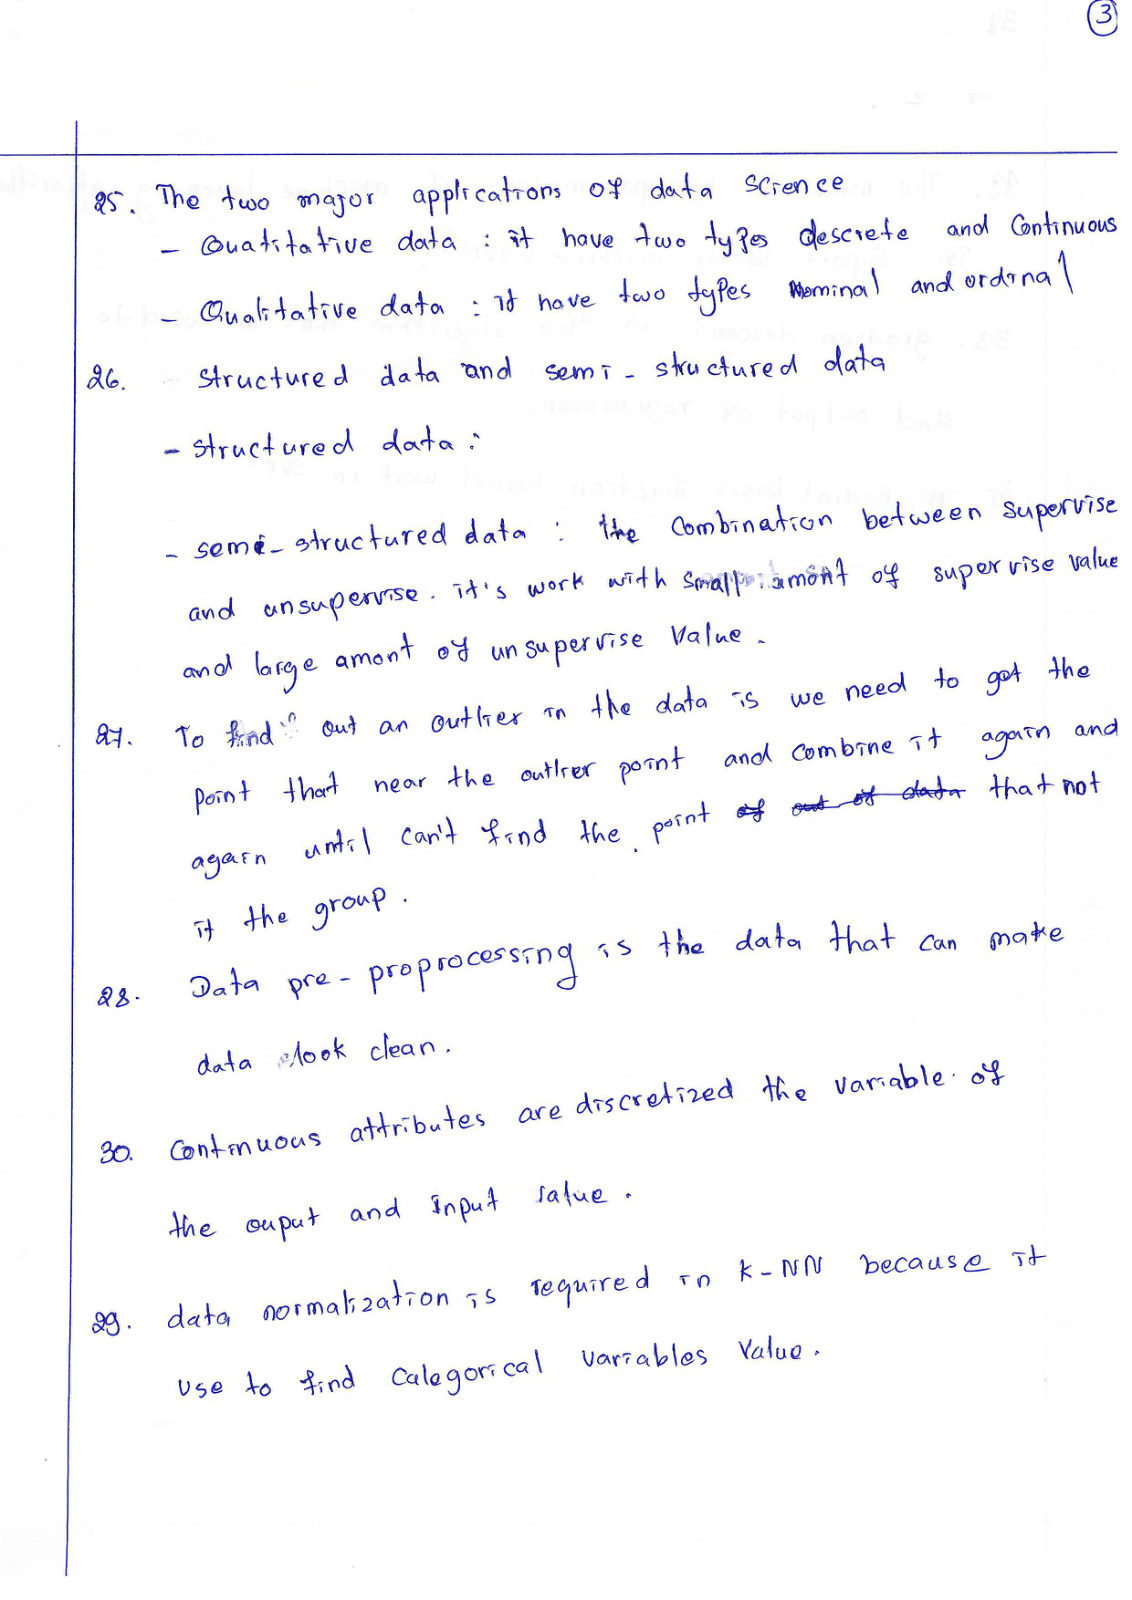 3
25. The two major applications of data science
- Quatitative data : it have two types descrete and Continuous
- Qualitative data : it have two types Nominal and ordinal
26. structured data and semi-structured data
- structured data :
- semi-structured data : the combination between supervise
and unsupervise. it's work with small amont of supervise value
and large amont of unsupervise value.
27. To find out an outlier in the data is we need to got the
point that near the outlier point and combine it again and
again until can't find the point of out of data that not
it the group.
28. Data pre-proprocessing is the data that can make
data look clean.
30. Continuous attributes are discretized the variable of
the ouput and input value.
29. data normalization is required in k-NN because it
use to find Calegorical variables value.